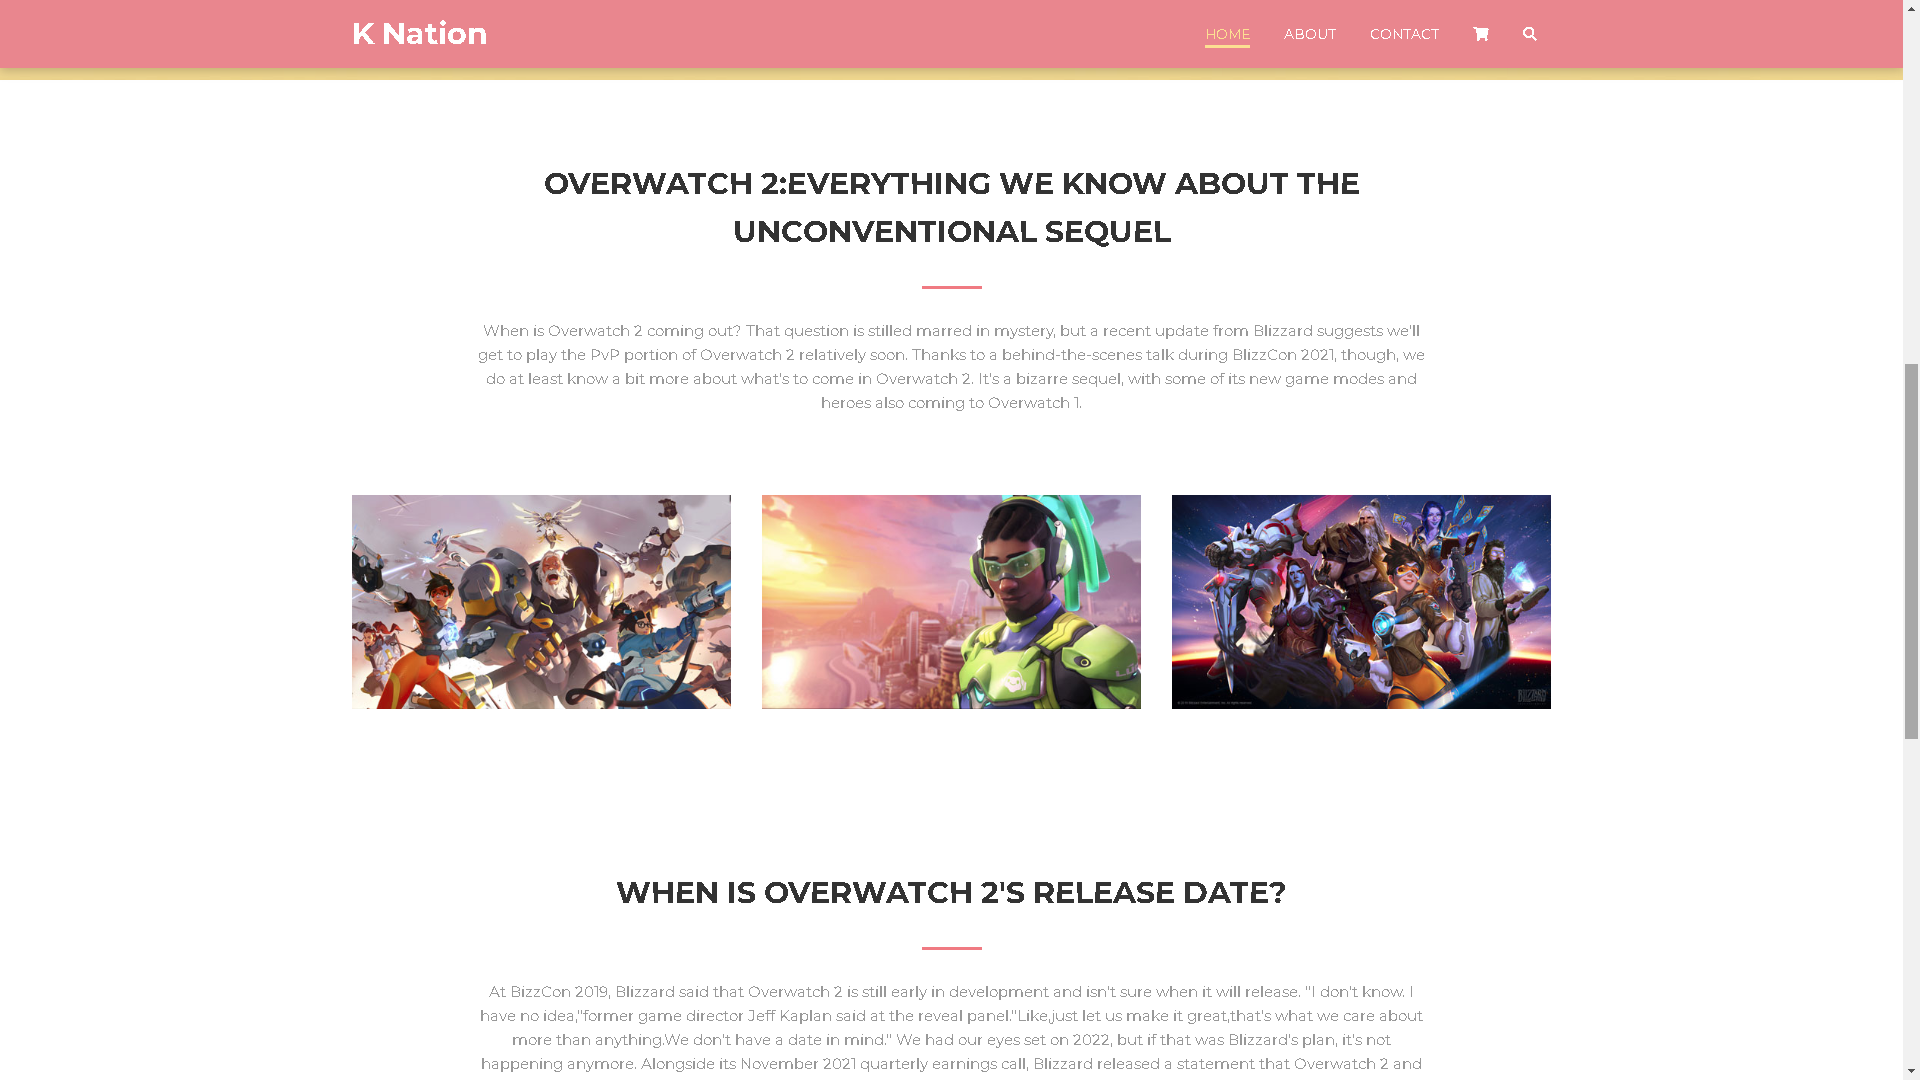 K Nation
HOME ABOUT CONTACT
OVERWATCH 2:EVERYTHING WE KNOW ABOUT THE
UNCONVENTIONAL SEQUEL
When is Overwatch 2 coming out? That question is stilled marred in mystery, but a recent update from Blizzard suggests we'll
get to play the PvP portion of Overwatch 2 relatively soon. Thanks to a behind-the-scenes talk during BlizzCon 2021, though, we
do at least know a bit more about what's to come in Overwatch 2. It's a bizarre sequel, with some of its new game modes and
heroes also coming to Overwatch 1.
BLIZZARD
WHEN IS OVERWATCH 2'S RELEASE DATE?
At BizzCon 2019, Blizzard said that Overwatch 2 is still early in development and isn't sure when it will release. "I don't know. I
have no idea,"former game director Jeff Kaplan said at the reveal panel."Like,just let us make it great,that's what we care about
more than anything.We don't have a date in mind." We had our eyes set on 2022, but if that was Blizzard's plan, it's not
happening anymore. Alongside its November 2021 quarterly earnings call, Blizzard released a statement that Overwatch 2 and